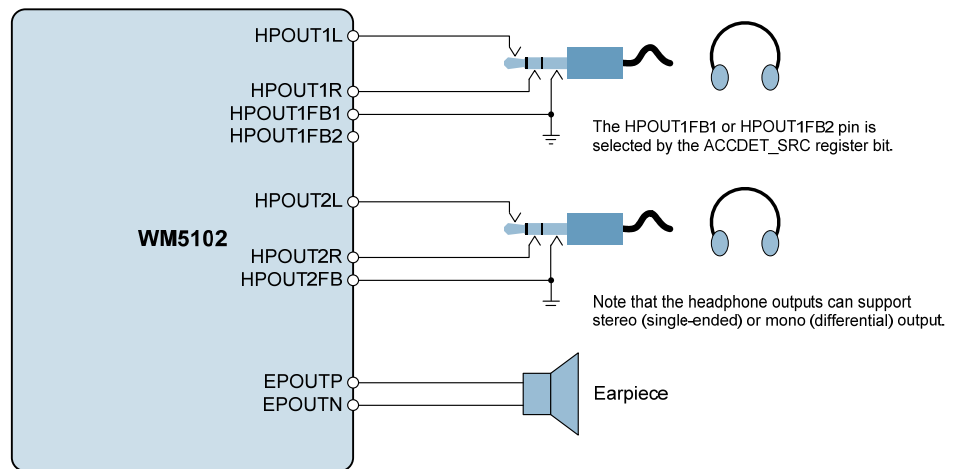 HPOUT1L
HPOUT1R
HPOUT1FB1
HPOUT1FB2
The HPOUT1FB1 or HPOUT1FB2 pin is
selected by the ACCDET_SRC register bit.
HPOUT2L
WM5102
HPOUT2R
HPOUT2FB
Note that the headphone outputs can support
stereo (single-ended) or mono (differential) output.
EPOUTP
EPOUTN
Earpiece